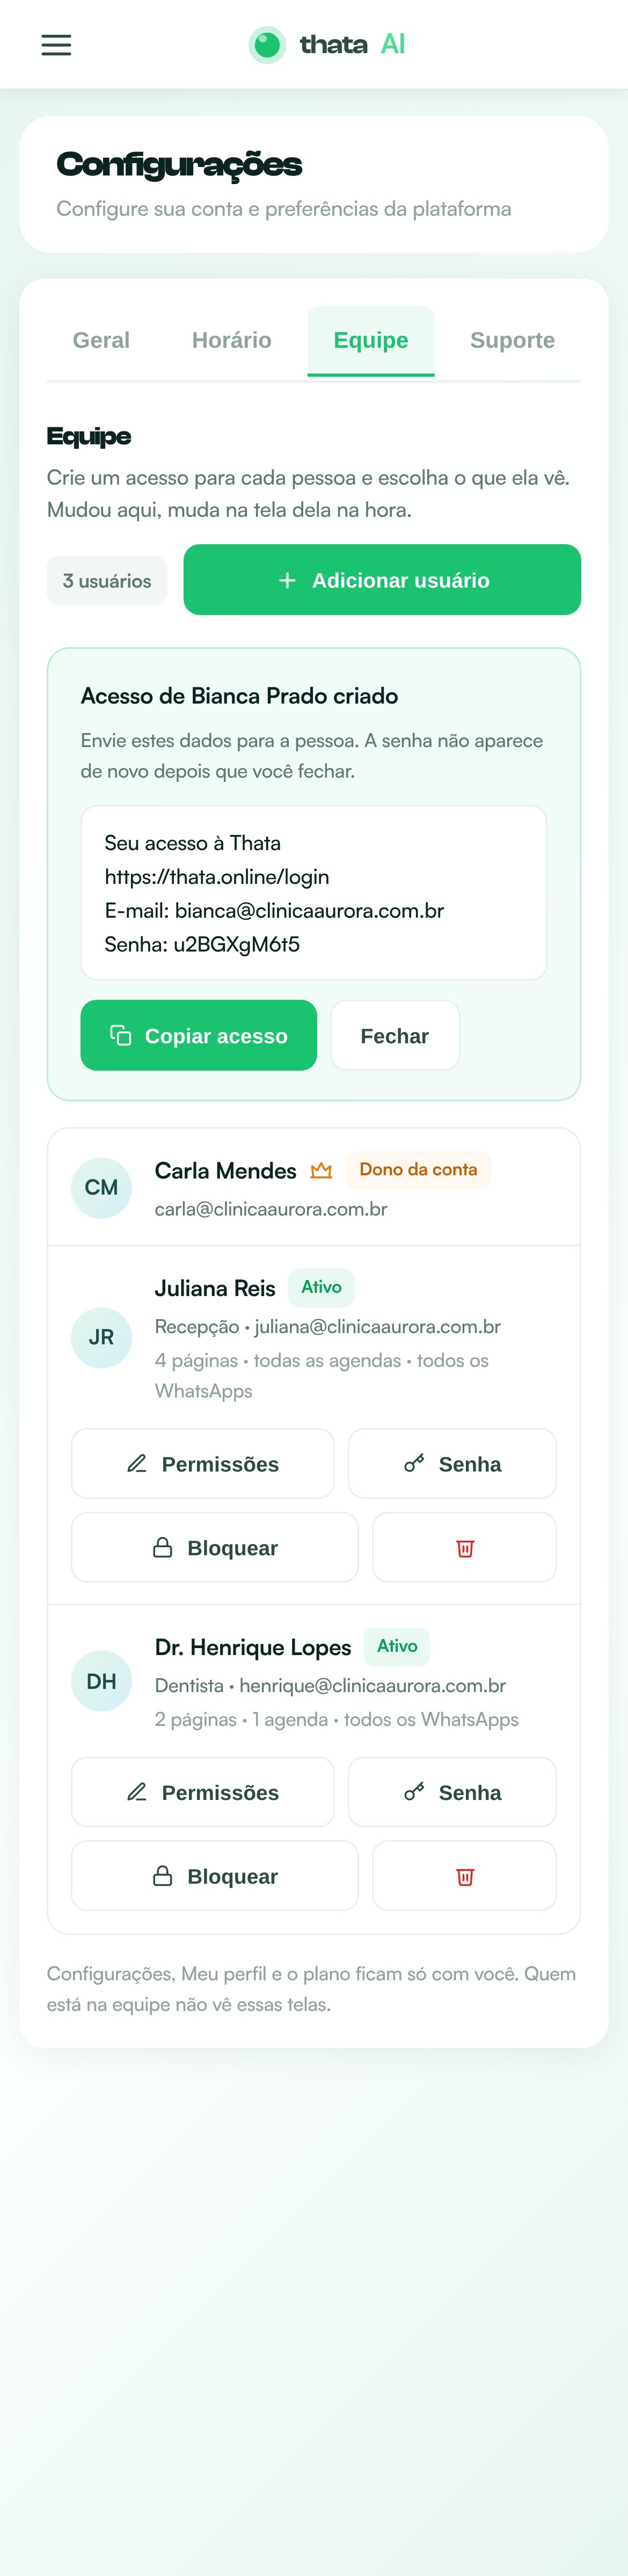 thata AI
Configurações
Configure sua conta e preferências da plataforma
Geral Horário Equipe Suporte
Equipe
Crie um acesso para cada pessoa e escolha o que ela vê.
Mudou aqui, muda na tela dela na hora.
3 usuários
Adicionar usuário
Acesso de Bianca Prado criado
Envie estes dados para a pessoa. A senha não aparece
de novo depois que você fechar.
Seu acesso à Thata
https://thata.online/login
E-mail: bianca@clinicaaurora.com.br
Senha: u2BGXgM6t5
Copiar acesso
Fechar
CM
Carla Mendes Dono da conta
carla@clinicaaurora.com.br
JR
Juliana Reis Ativo
Recepção · juliana@clinicaaurora.com.br
4 páginas · todas as agendas · todos os
WhatsApps
Permissões
Senha
Bloquear
DH
Dr. Henrique Lopes Ativo
Dentista · henrique@clinicaaurora.com.br
2 páginas · 1 agenda · todos os WhatsApps
Permissões
Senha
Bloquear
Configurações, Meu perfil e o plano ficam só com você. Quem
está na equipe não vê essas telas.